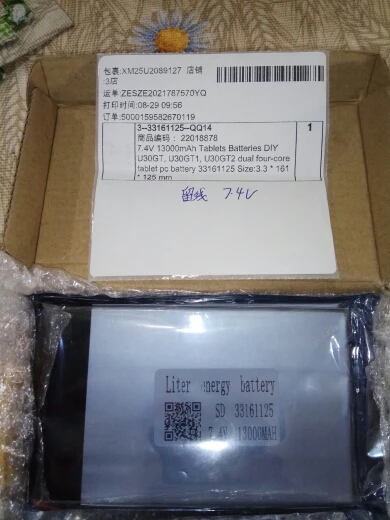 包裹:XM25U2089127 店铺
:3店
运单:ZESZE2021787570YQ
打印时间:08-29 09:56
订单:5000159582670119
3--33161125--QQ14 1
商品编码: 22018878
7.4V 13000mAh Tablets Batteries DIY
U30GT, U30GT1, U30GT2 dual four-core
tablet pc battery 33161125 Size:3.3 * 161
* 125 mm
留线 7.4V
Liter energy battery
SD 33161125
7.4V 13000MAH